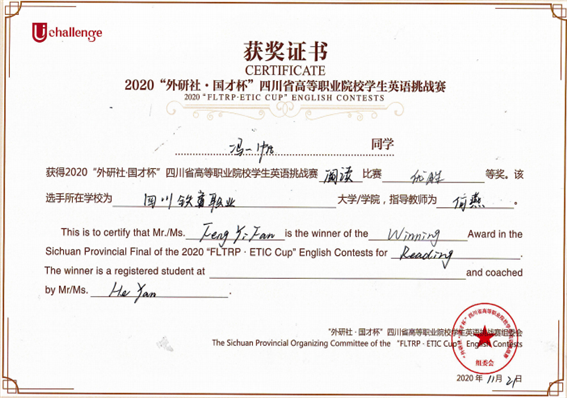 Uchallenge
获奖证书
CERTIFICATE
2020“外研社·国才杯”四川省高等职业院校学生英语挑战赛
2020 “FLTRP·ETIC CUP” ENGLISH CONTESTS
冯一帆 同学
获得2020“外研社·国才杯”四川省高等职业院校学生英语挑战赛 阅读 比赛 优胜 等奖。该
选手所在学校为 四川铁道职业 大学/学院，指导教师为 何燕 。
This is to certify that Mr./Ms. Feng Yi Fan is the winner of the Winning Award in the
Sichuan Provincial Final of the 2020 “FLTRP·ETIC Cup” English Contests for Reading.
The winner is a registered student at and coached
by Mr./Ms. He Yan
“外研社·国才杯”四川省高等职业院校学生英语挑战赛组委会
The Sichuan Provincial Organizing Committee of the “FLTRP·ETIC Cup” English Contests
组委会
2020 年 11 月 21 日